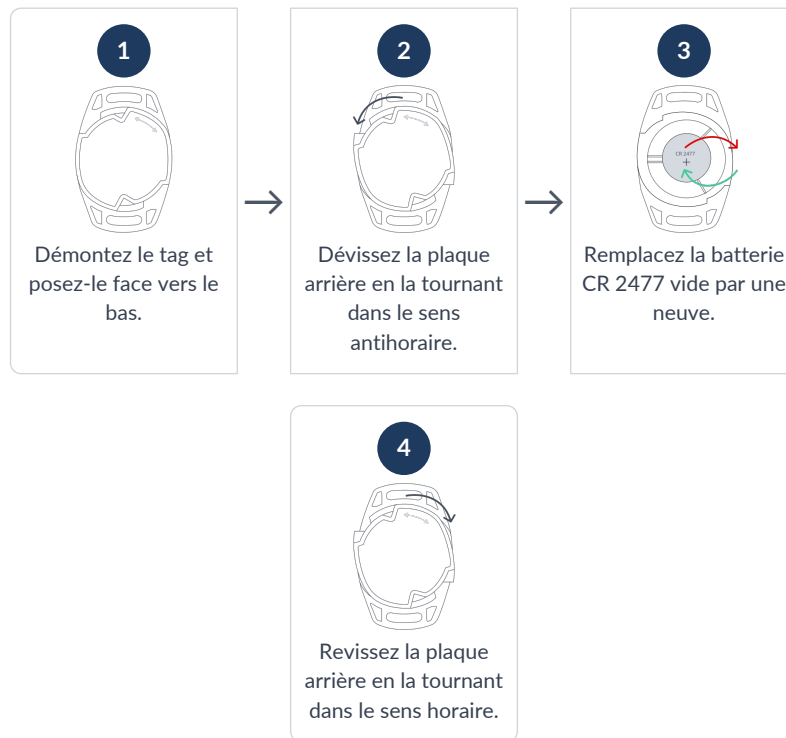 1
Démontez le tag et
posez-le face vers le
bas.
2
Dévissez la plaque
arrière en la tournant
dans le sens
antihoraire.
3
CR 2477
+
Remplacez la batterie
CR 2477 vide par une
neuve.
4
Revissez la plaque
arrière en la tournant
dans le sens horaire.